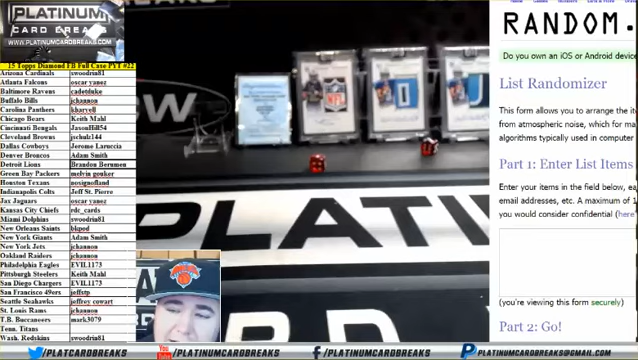 PLATINUM
CARD BREAKS
WWW.PLATINUMCARDBREAKS.COM
15 Topps Diamond FB Full Case PYT #22
Arizona Cardinals swoodrin81
Atlanta Falcons oscar yanez
Baltimore Ravens cadetduke
Buffalo Bills jchannon
Carolina Panthers kharyell
Chicago Bears Keith Mahl
Cincinnati Bengals JasonHill54
Cleveland Browns jschulz144
Dallas Cowboys Jerome Laruccia
Denver Broncos Adam Smith
Detroit Lions Brandon Berumen
Green Bay Packers melvin gouker
Houston Texans nosignofland
Indianapolis Colts Jeff St. Pierre
Jax Jaguars oscar yanez
Kansas City Chiefs rdc_cards
Miami Dolphins swoodrin81
New Orleans Saints bkpod
New York Giants Adam Smith
New York Jets jchannon
Oakland Raiders jchannon
Philadelphia Eagles EVIL1173
Pittsburgh Steelers Keith Mahl
San Diego Chargers EVIL1173
San Francisco 49ers jeffstp
Seattle Seahawks jeffroy cowart
St. Louis Rams jchannon
T.B. Buccaneers mark3079
Tenn. Titans
Wash. Redskins swoodrin81
NFL
PLATI
RANDOM.
Do you own an iOS or Android device
List Randomizer
This form allows you to arrange the it
from atmospheric noise, which for ma
algorithms typically used in computer
Part 1: Enter List Items
Enter your items in the field below, ea
email addresses, etc. A maximum of 1
you would consider confidential (here
(you're viewing this form securely)
Part 2: Go!
/PLATCARDBREAKS
YouTube /PLATINUMCARDBREAKS
/PLATINUMCARDBREAKS
/PLATINUMCARDBREAKS